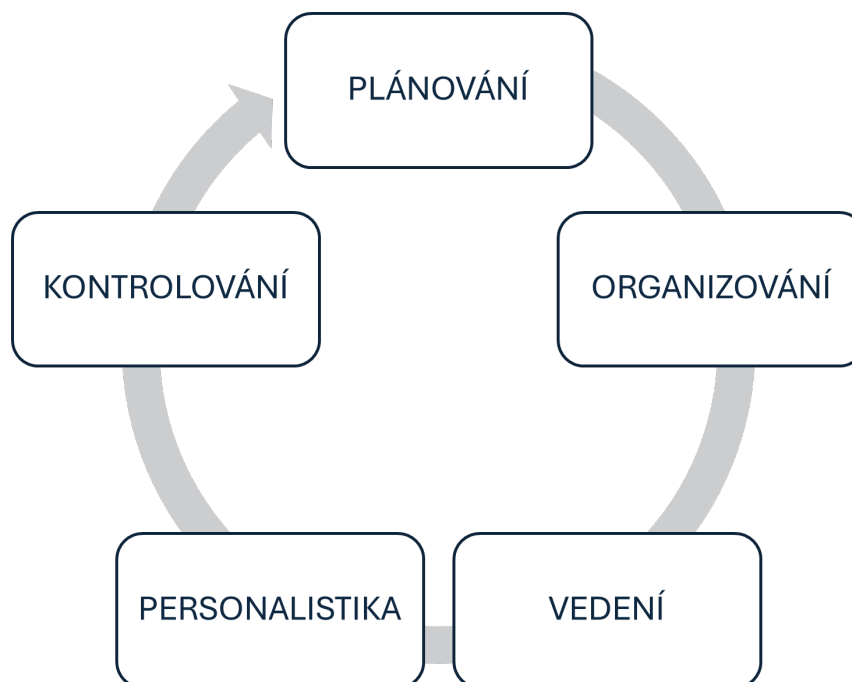 PLÁNOVÁNÍ
ORGANIZOVÁNÍ
VEDENÍ
PERSONALISTIKA
KONTROLOVÁNÍ